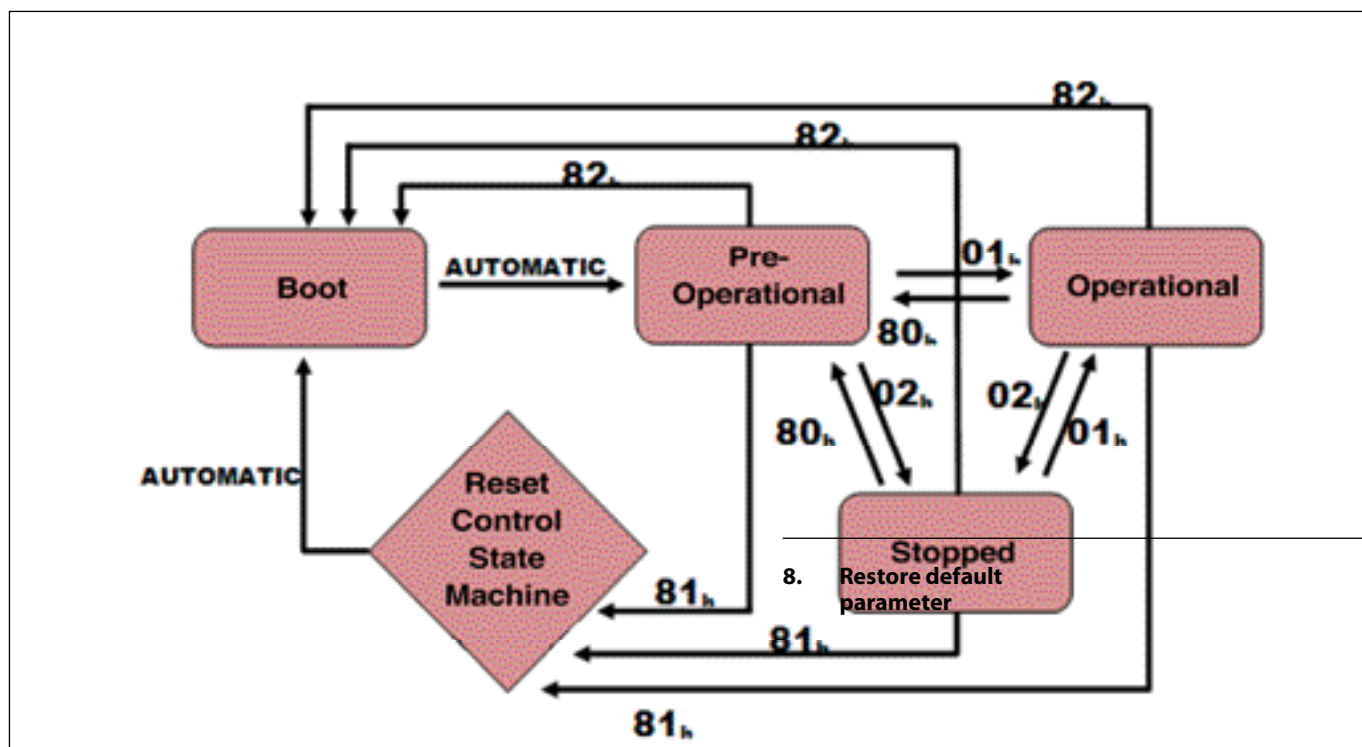 82h
82h
82h
Boot
AUTOMATIC
Pre-
Operational
01h
80h
Operational
02h
80h
02h
01h
AUTOMATIC
Reset
Control
State
Machine
Stopped
8. Restore default
parameter
81h
81h
81h